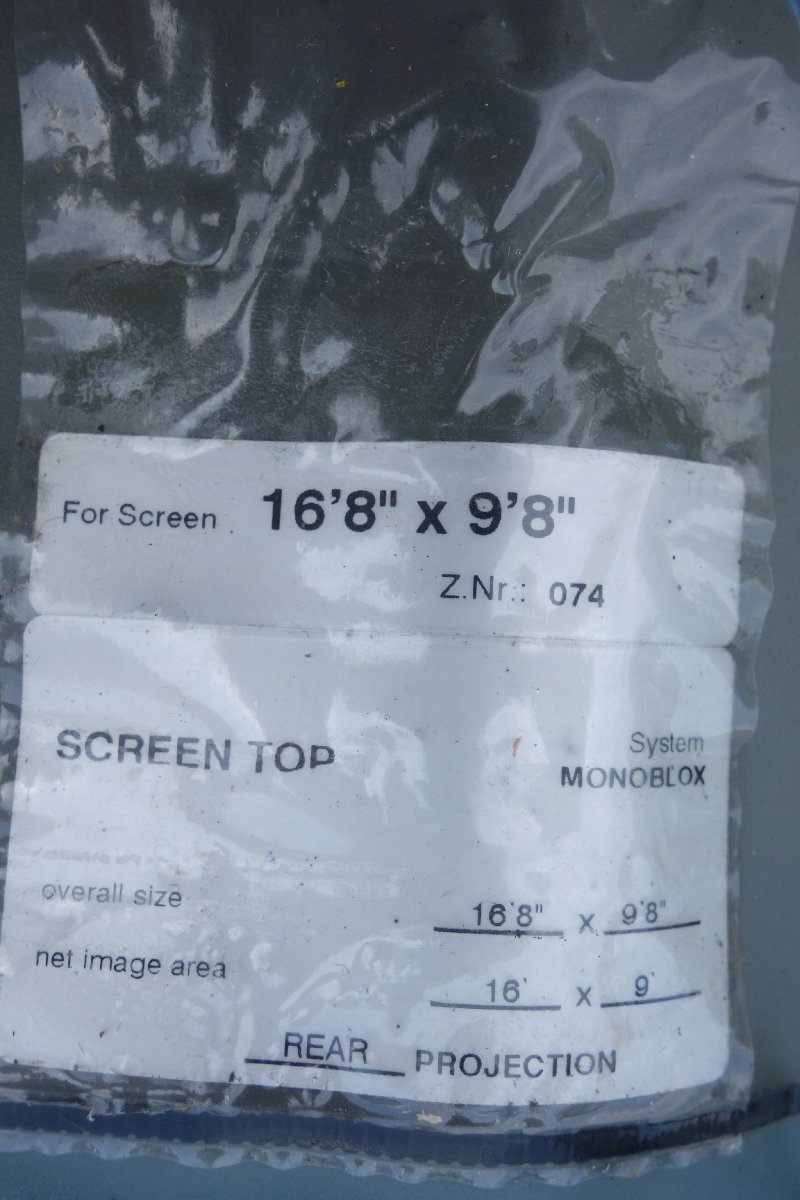 For Screen 16'8" x 9'8"
Z.Nr.: 074
SCREEN TOP
System
MONOBLOX
overall size 16'8" x 9'8"
net image area 16' x 9'
REAR PROJECTION